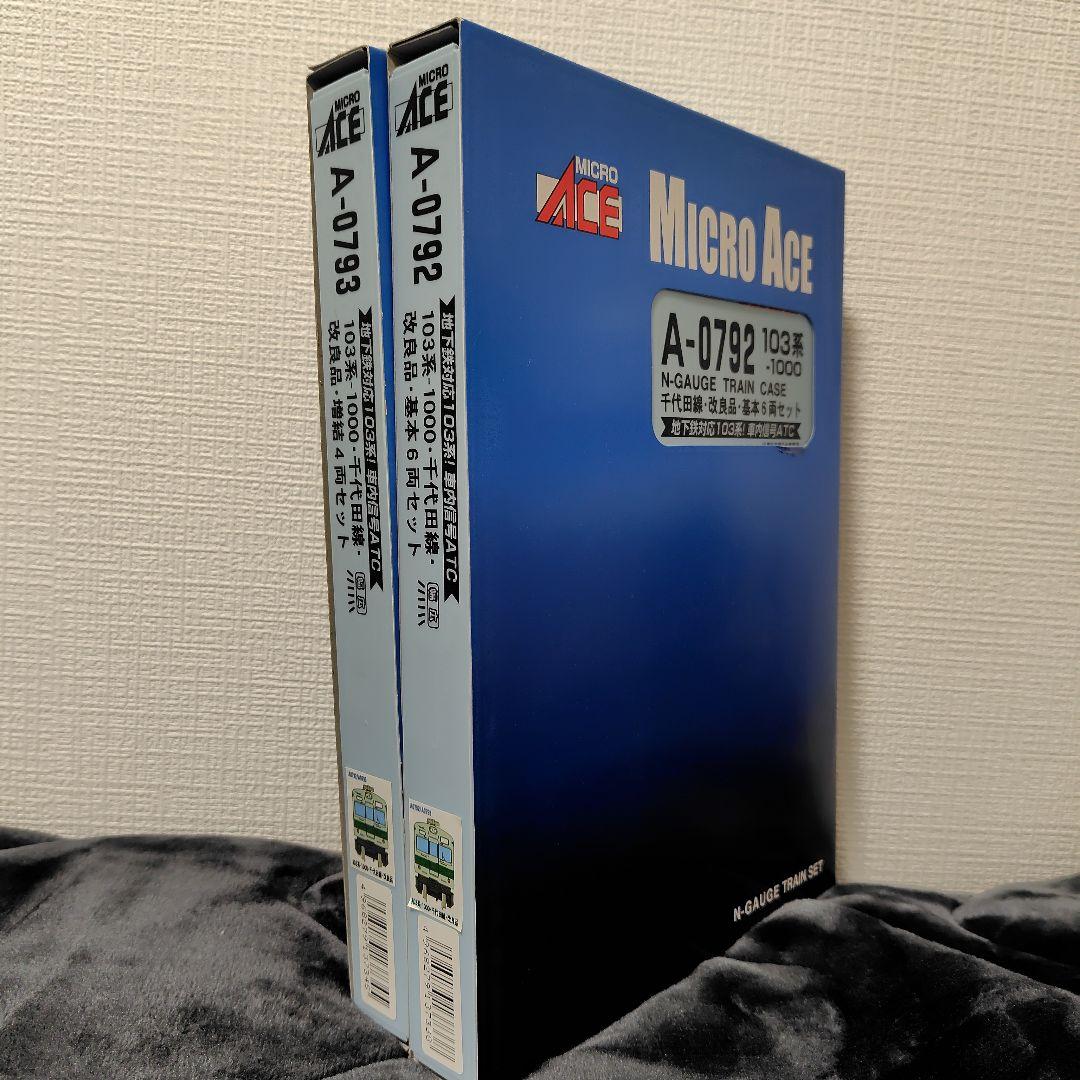 MICRO
ACE
A-0793
地下鉄対応103系!車内信号ATC
103系-1000・千代田線・
改良品・増結4両セット
幅広
MICRO
ACE
A-0792
地下鉄対応103系!車内信号ATC
103系-1000・千代田線・
改良品・基本6両セット
幅広
MICRO
ACE
MICRO ACE
A-0792 103系
-1000
N-GAUGE TRAIN CASE
千代田線・改良品・基本6両セット
地下鉄対応103系!車内信号ATC
N-GAUGE TRAIN SET